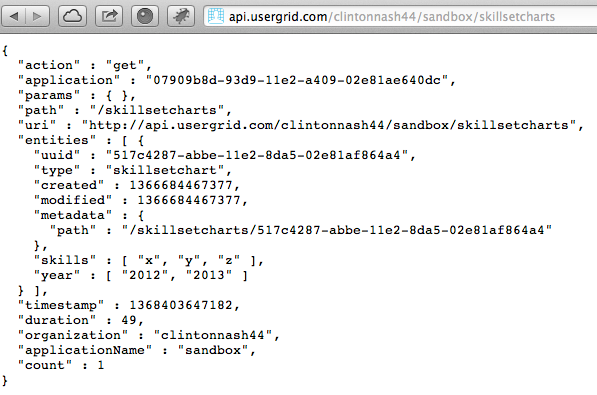 api.usergrid.com/clintonnash44/sandbox/skillsetcharts
{
  "action" : "get",
  "application" : "07909b8d-93d9-11e2-a409-02e81ae640dc",
  "params" : { },
  "path" : "/skillsetcharts",
  "uri" : "http://api.usergrid.com/clintonnash44/sandbox/skillsetcharts",
  "entities" : [ {
    "uuid" : "517c4287-abbe-11e2-8da5-02e81af864a4",
    "type" : "skillsetchart",
    "created" : 1366684467377,
    "modified" : 1366684467377,
    "metadata" : {
      "path" : "/skillsetcharts/517c4287-abbe-11e2-8da5-02e81af864a4"
    },
    "skills" : [ "x", "y", "z" ],
    "year" : [ "2012", "2013" ]
  } ],
  "timestamp" : 1368403647182,
  "duration" : 49,
  "organization" : "clintonnash44",
  "applicationName" : "sandbox",
  "count" : 1
}